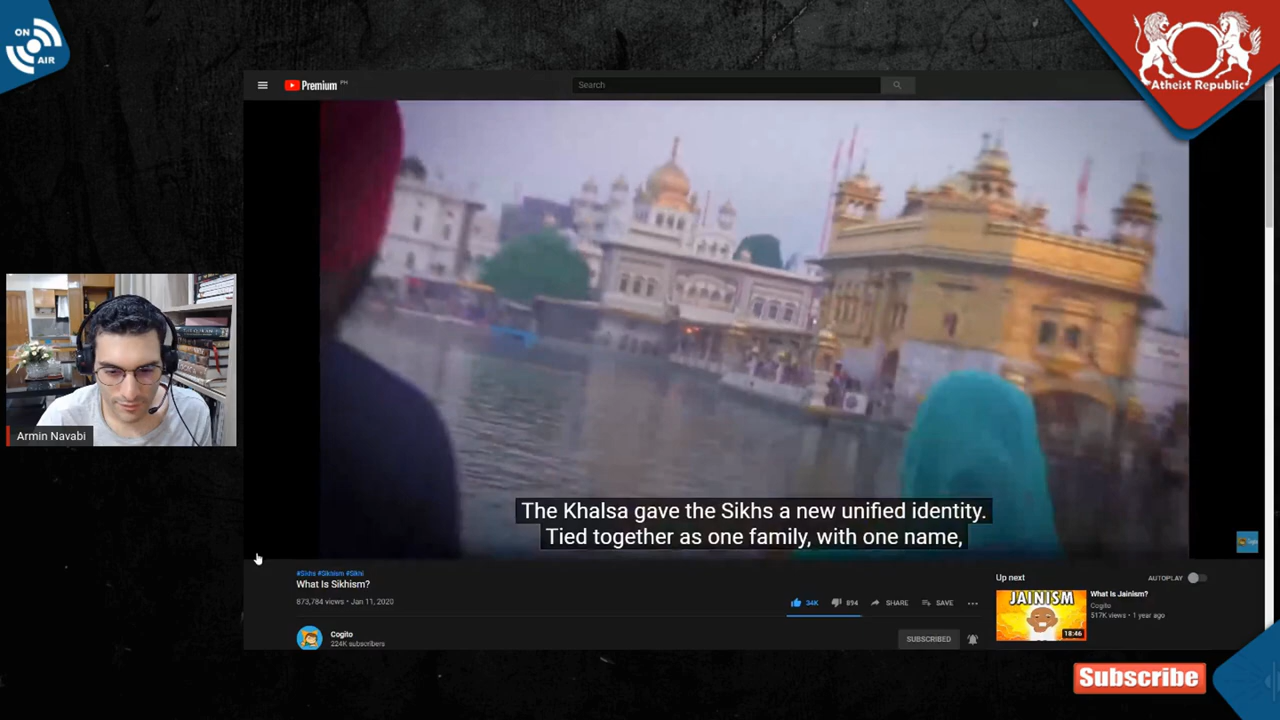 ON
AIR
Atheist Republic
Premium PH
Search
The Khalsa gave the Sikhs a new unified identity.
Tied together as one family, with one name,
Armin Navabi
#Sikhs #Sikhism #Sikhi
What Is Sikhism?
873,784 views • Jan 11, 2020
34K
894
SHARE
SAVE
Cogito
224K subscribers
SUBSCRIBED
Up next
AUTOPLAY
JAINISM
18:46
What Is Jainism?
Cogito
517K views • 1 year ago
Subscribe